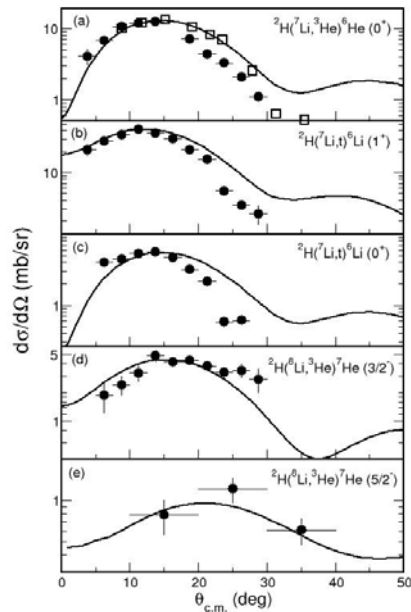 (a) ²H(⁷Li,³He)⁶He (0⁺)
10
1
(b) ²H(⁷Li,t)⁶Li (1⁺)
10
(c) ²H(⁷Li,t)⁶Li (0⁺)
1
(d) ²H(⁸Li,³He)⁷He (3/2⁻)
5
1
(e) ²H(⁸Li,³He)⁷He (5/2⁻)
1
dσ/dΩ (mb/sr)
0 10 20 30 40 50
θc.m. (deg)